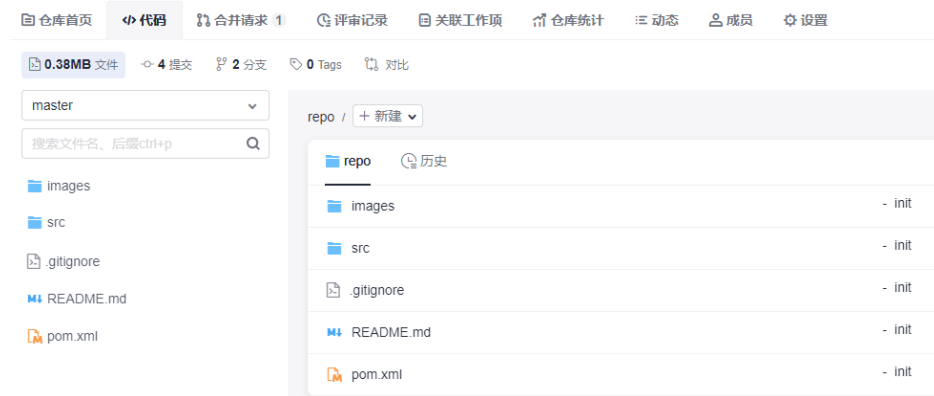 仓库首页 代码 合并请求 1 评审记录 关联工作项 仓库统计 动态 成员 设置
0.38MB 文件 4 提交 2 分支 0 Tags 对比
master
repo / + 新建
搜索文件名、后缀ctrl+p
repo 历史
images
src
.gitignore
README.md
pom.xml
images - init
src - init
.gitignore - init
README.md - init
pom.xml - init